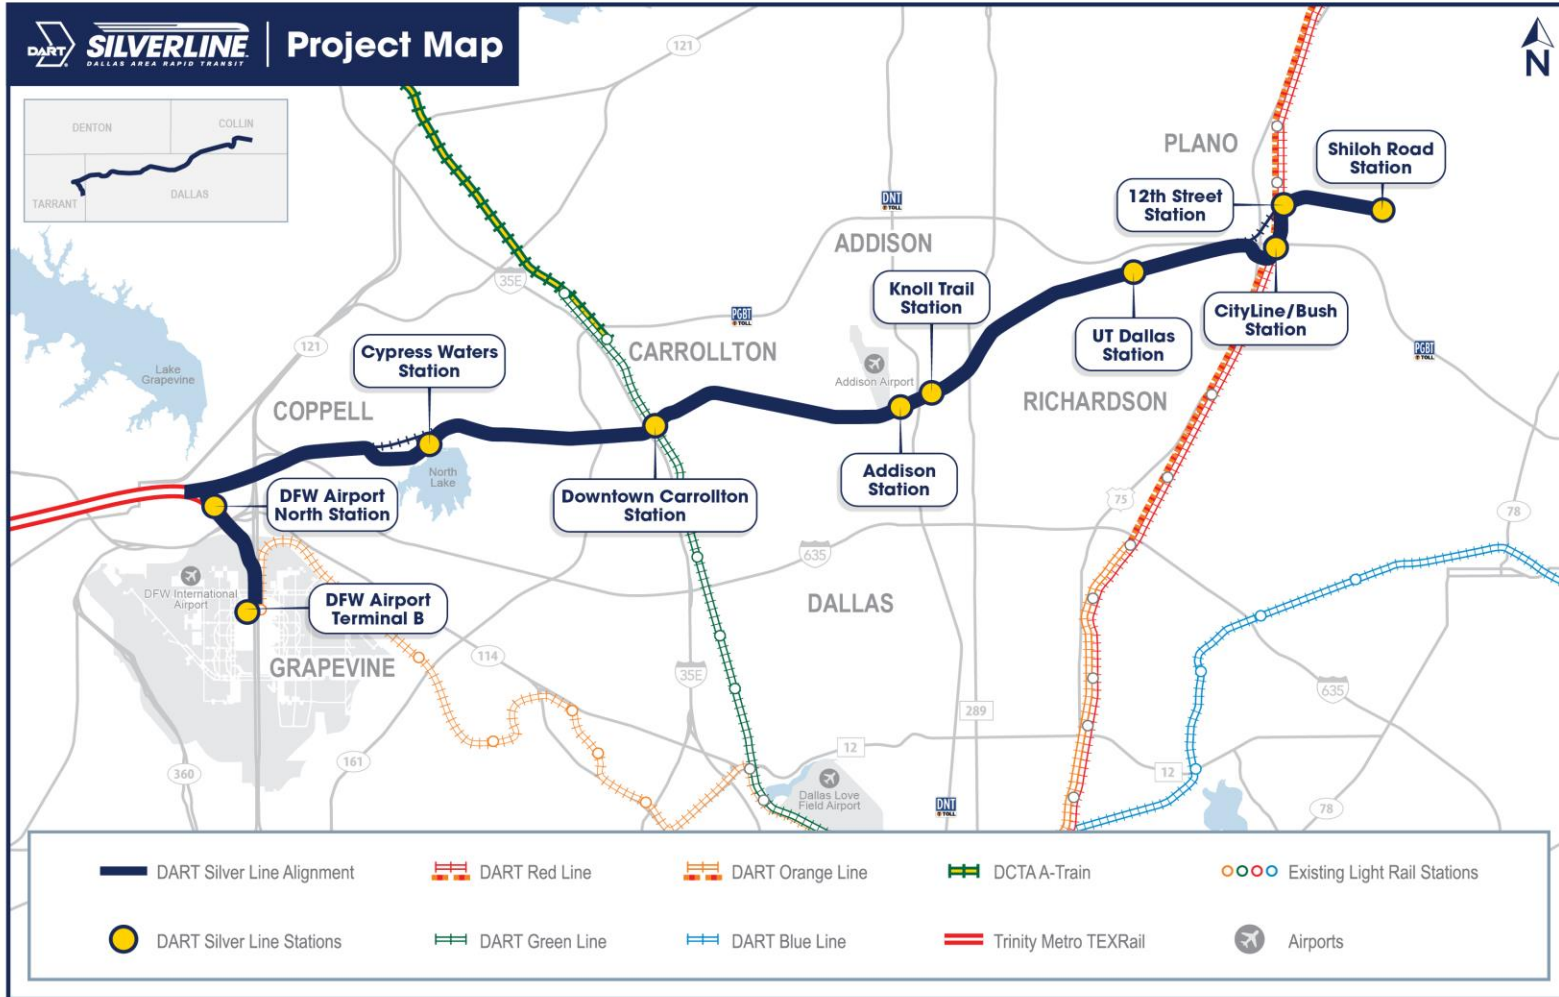 DART
SILVERLINE
DALLAS AREA RAPID TRANSIT
Project Map
N
DENTON
COLLIN
TARRANT
DALLAS
121
PLANO
Shiloh Road
Station
12th Street
Station
DNT
TOLL
ADDISON
35E
Knoll Trail
Station
CityLine/Bush
Station
UT Dallas
Station
PGBT
TOLL
121
Cypress Waters
Station
CARROLLTON
PGBT
TOLL
Lake
Grapevine
Addison Airport
COPPELL
RICHARDSON
North
Lake
DFW Airport
North Station
Downtown Carrollton
Station
Addison
Station
75
78
635
DFW International
Airport
DFW Airport
Terminal B
DALLAS
GRAPEVINE
114
35E
635
289
12
161
360
12
Dallas Love
Field Airport
DNT
TOLL
78
DART Silver Line Alignment
DART Red Line
DART Orange Line
DCTA A-Train
Existing Light Rail Stations
DART Silver Line Stations
DART Green Line
DART Blue Line
Trinity Metro TEXRail
Airports